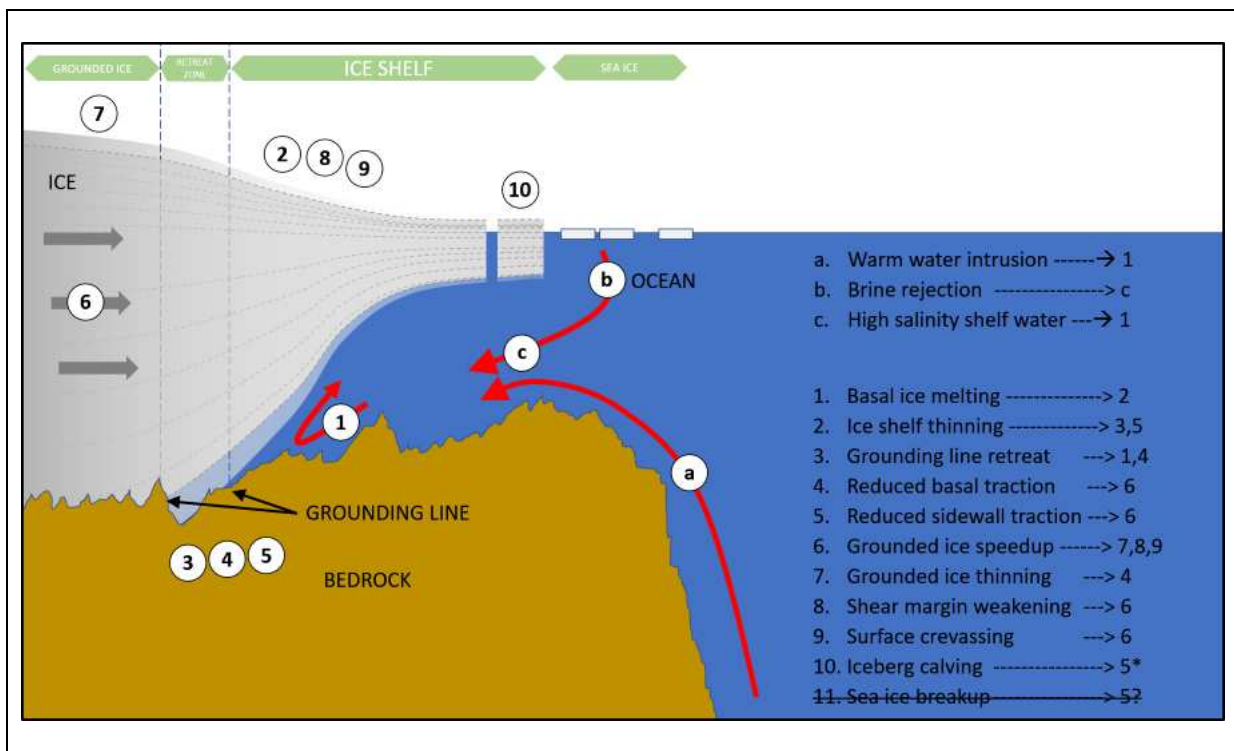 GROUNDED ICE
RETREAT
ZONE
ICE SHELF
SEA ICE
7
2
8
9
10
ICE
6
b
OCEAN
c
1
a
GROUNDING LINE
3
4
5
BEDROCK
a. Warm water intrusion ------→ 1
b. Brine rejection ----------------> c
c. High salinity shelf water ---→ 1
1. Basal ice melting --------------> 2
2. Ice shelf thinning --------------> 3,5
3. Grounding line retreat ---> 1,4
4. Reduced basal traction ---> 6
5. Reduced sidewall traction ---> 6
6. Grounded ice speedup ------> 7,8,9
7. Grounded ice thinning ---> 4
8. Shear margin weakening ---> 6
9. Surface crevassing ---> 6
10. Iceberg calving ----------------> 5*
11. Sea ice breakup --------------> 5?